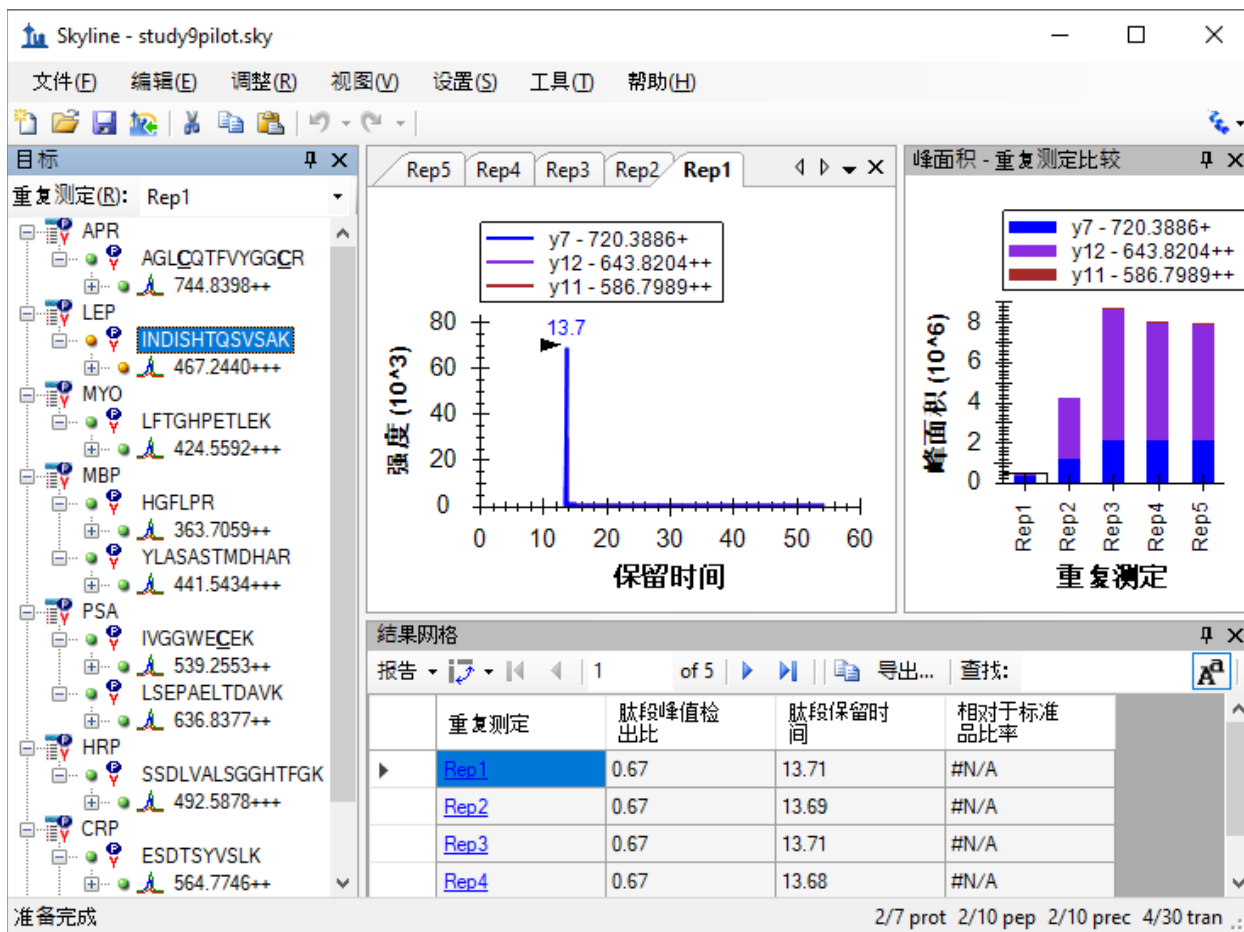 Skyline - study9pilot.sky
文件(F) 编辑(E) 调整(R) 视图(V) 设置(S) 工具(T) 帮助(H)
目标
重复测定(R): Rep1
APR
AGLCQTFVYGGCR
744.8398++
LEP
INDISHTQSVSAK
467.2440+++
MYO
LFTGHPETLEK
424.5592+++
MBP
HGFLPR
363.7059++
YLASASTMDHAR
441.5434+++
PSA
IVGGWECEK
539.2553++
LSEPAELTDAVK
636.8377++
HRP
SSDLVALSGGHTFGK
492.5878+++
CRP
ESDTSYVSLK
564.7746++
Rep5 Rep4 Rep3 Rep2 Rep1
y7 - 720.3886+
y12 - 643.8204++
y11 - 586.7989++
13.7
强度 (10^3)
80
60
40
20
0
0 10 20 30 40 50 60
保留时间
峰面积 - 重复测定比较
y7 - 720.3886+
y12 - 643.8204++
y11 - 586.7989++
峰面积 (10^6)
8
6
4
2
0
Rep1 Rep2 Rep3 Rep4 Rep5
重复测定
结果网格
报告 1 of 5 导出... 查找: Aa
重复测定 肽段峰值检出比 肽段保留时间 相对于标准品比率
Rep1 0.67 13.71 #N/A
Rep2 0.67 13.69 #N/A
Rep3 0.67 13.71 #N/A
Rep4 0.67 13.68 #N/A
准备完成 2/7 prot 2/10 pep 2/10 prec 4/30 tran